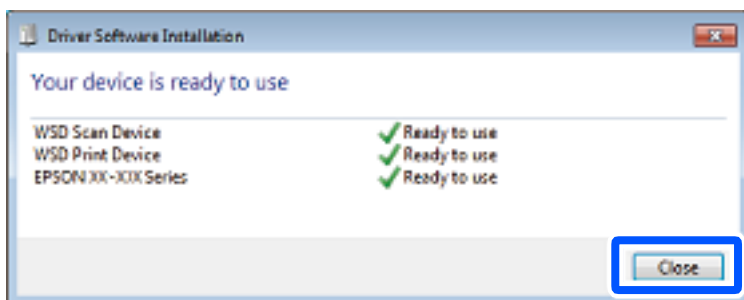 Driver Software Installation
Your device is ready to use
WSD Scan Device Ready to use
WSD Print Device Ready to use
EPSON XX-XXX Series Ready to use
Close